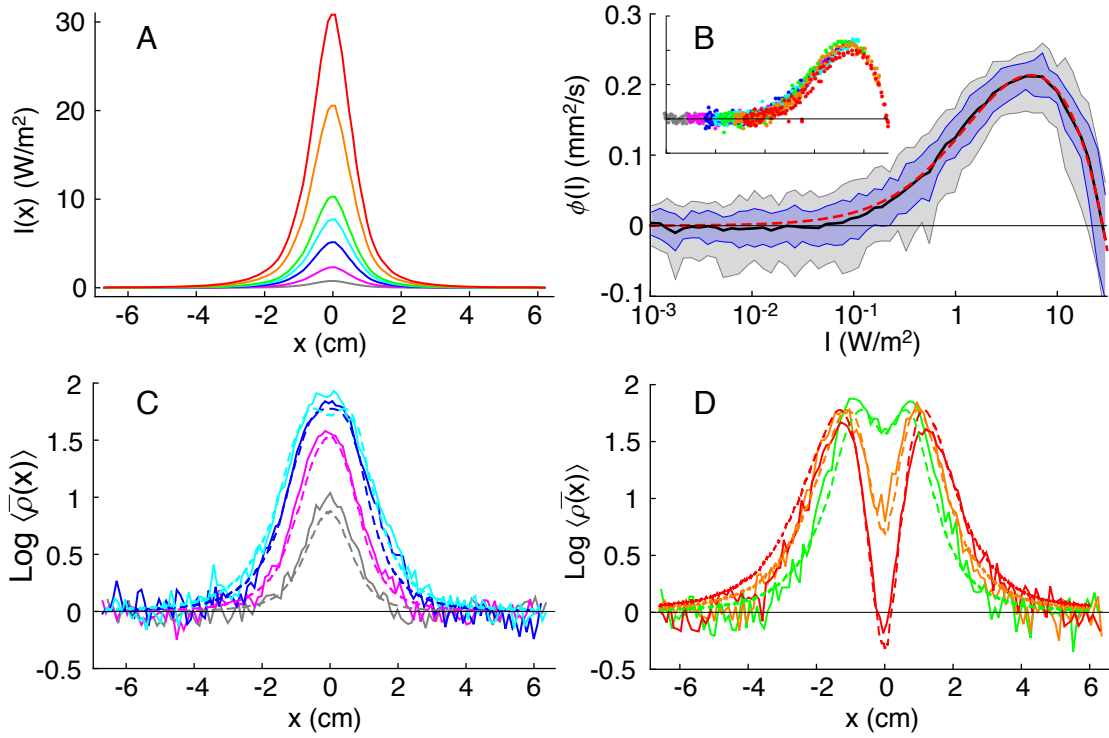 A
I(x) (W/m²)
30
20
10
0
-6 -4 -2 0 2 4 6
x (cm)
B
ϕ(I) (mm²/s)
0.3
0.2
0.1
0
-0.1
10⁻³ 10⁻² 10⁻¹ 1 10
I (W/m²)
C
Log ⟨ρ̅(x)⟩
2
1.5
1
0.5
0
-0.5
-6 -4 -2 0 2 4 6
x (cm)
D
Log ⟨ρ̅(x)⟩
2
1.5
1
0.5
0
-0.5
-6 -4 -2 0 2 4 6
x (cm)